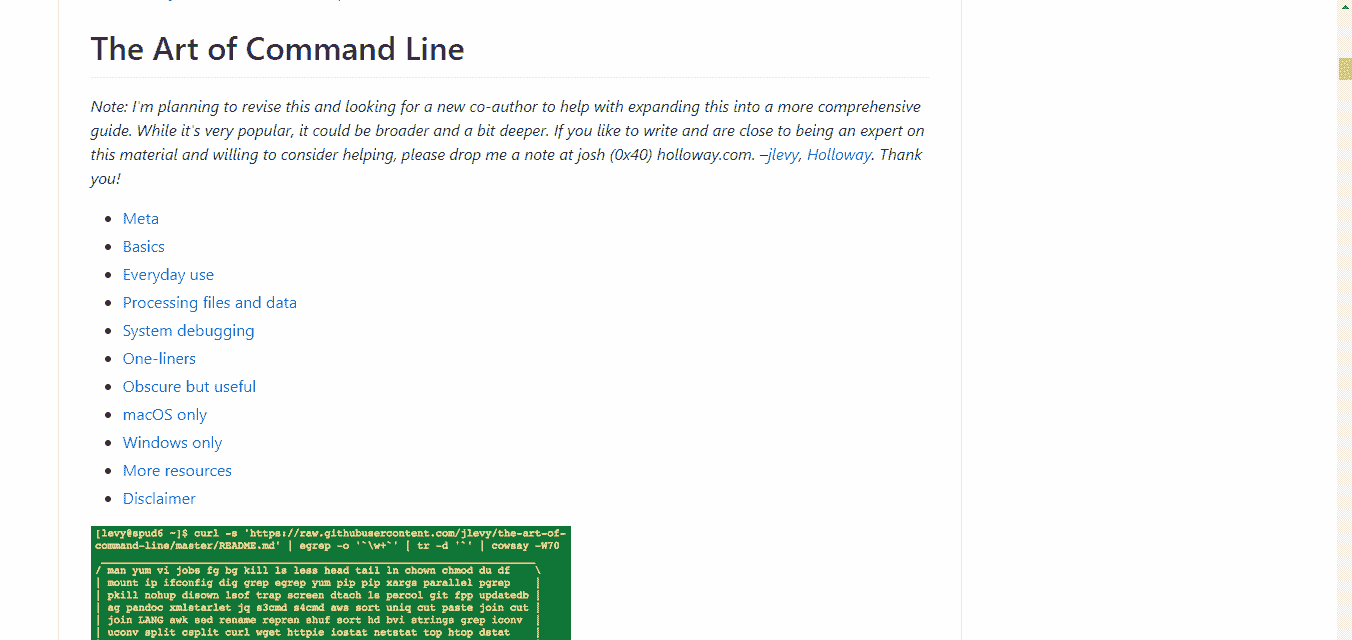 The Art of Command Line
Note: I'm planning to revise this and looking for a new co-author to help with expanding this into a more comprehensive
guide. While it's very popular, it could be broader and a bit deeper. If you like to write and are close to being an expert on
this material and willing to consider helping, please drop me a note at josh (0x40) holloway.com. –jlevy, Holloway. Thank
you!
• Meta
• Basics
• Everyday use
• Processing files and data
• System debugging
• One-liners
• Obscure but useful
• macOS only
• Windows only
• More resources
• Disclaimer
[levy@spud6 ~]$ curl -s 'https://raw.githubusercontent.com/jlevy/the-art-of-
command-line/master/README.md' | egrep -o '`\w+`' | tr -d '`' | cowsay -W70
/ man yum vi jobs fg bg kill ls less head tail ln chown chmod du df \
| mount ip ifconfig dig grep egrep yum pip pip xargs parallel pgrep |
| pkill nohup disown lsof trap screen dtach ls percol git fpp updatedb |
| ag pandoc xmlstarlet jq s3cmd s4cmd aws sort uniq cut paste join cut |
| join LANG awk sed rename repren shuf sort hd bvi strings grep iconv |
| uconv split csplit curl wget httpie iostat netstat top htop dstat |